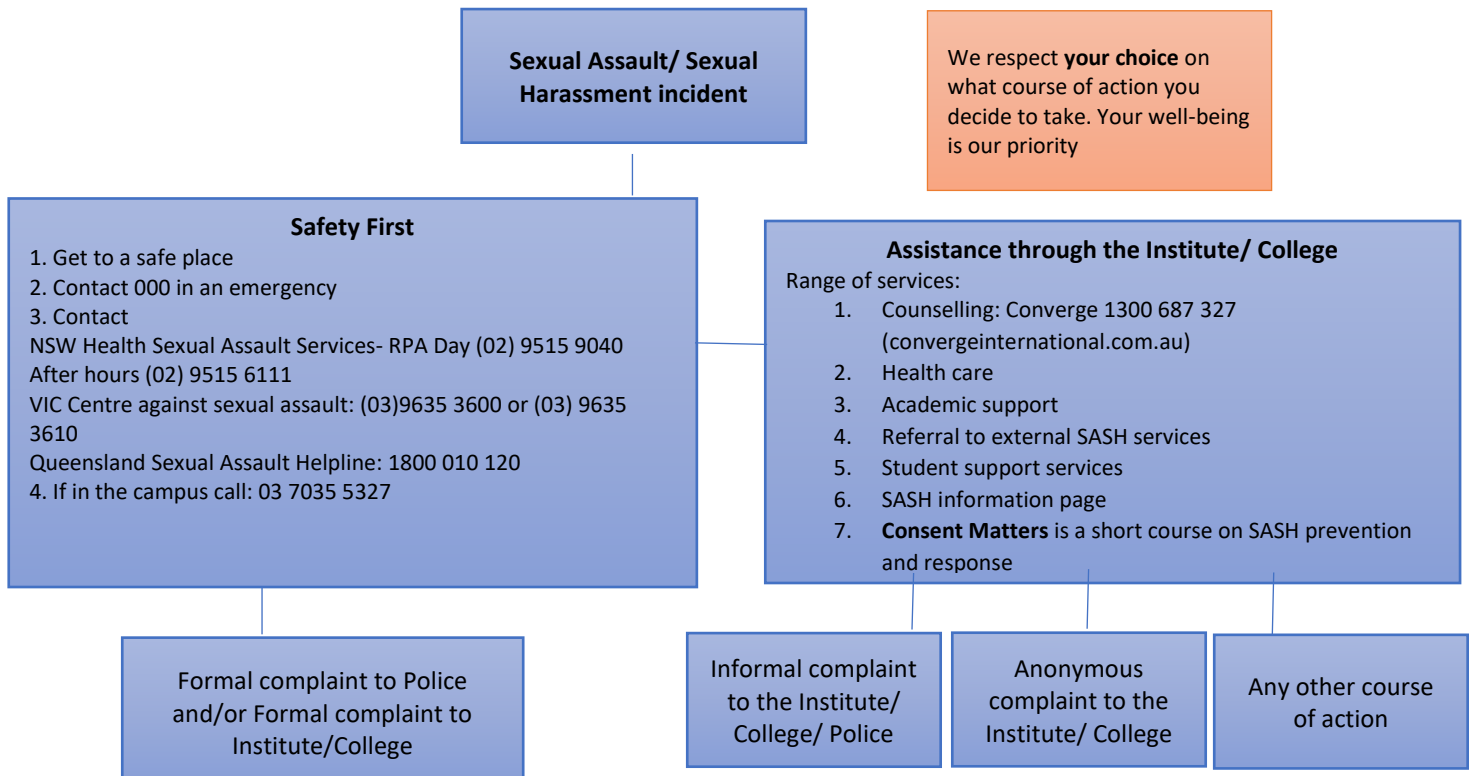 Sexual Assault/ Sexual
Harassment incident
We respect your choice on
what course of action you
decide to take. Your well-being
is our priority
Safety First
1. Get to a safe place
2. Contact 000 in an emergency
3. Contact
NSW Health Sexual Assault Services- RPA Day (02) 9515 9040
After hours (02) 9515 6111
VIC Centre against sexual assault: (03)9635 3600 or (03) 9635
3610
Queensland Sexual Assault Helpline: 1800 010 120
4. If in the campus call: 03 7035 5327
Assistance through the Institute/ College
Range of services:
1. Counselling: Converge 1300 687 327
(convergeinternational.com.au)
2. Health care
3. Academic support
4. Referral to external SASH services
5. Student support services
6. SASH information page
7. Consent Matters is a short course on SASH prevention
and response
Formal complaint to Police
and/or Formal complaint to
Institute/College
Informal complaint
to the Institute/
College/ Police
Anonymous
complaint to the
Institute/ College
Any other course
of action